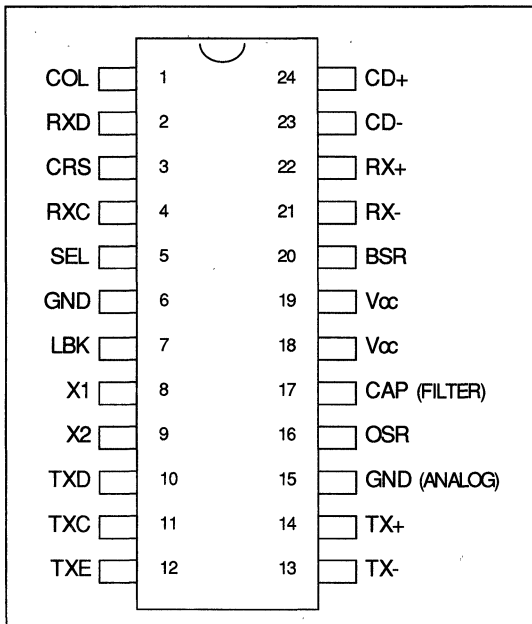 COL 1 24 CD+
RXD 2 23 CD-
CRS 3 22 RX+
RXC 4 21 RX-
SEL 5 20 BSR
GND 6 19 Vcc
LBK 7 18 Vcc
X1 8 17 CAP (FILTER)
X2 9 16 OSR
TXD 10 15 GND (ANALOG)
TXC 11 14 TX+
TXE 12 13 TX-